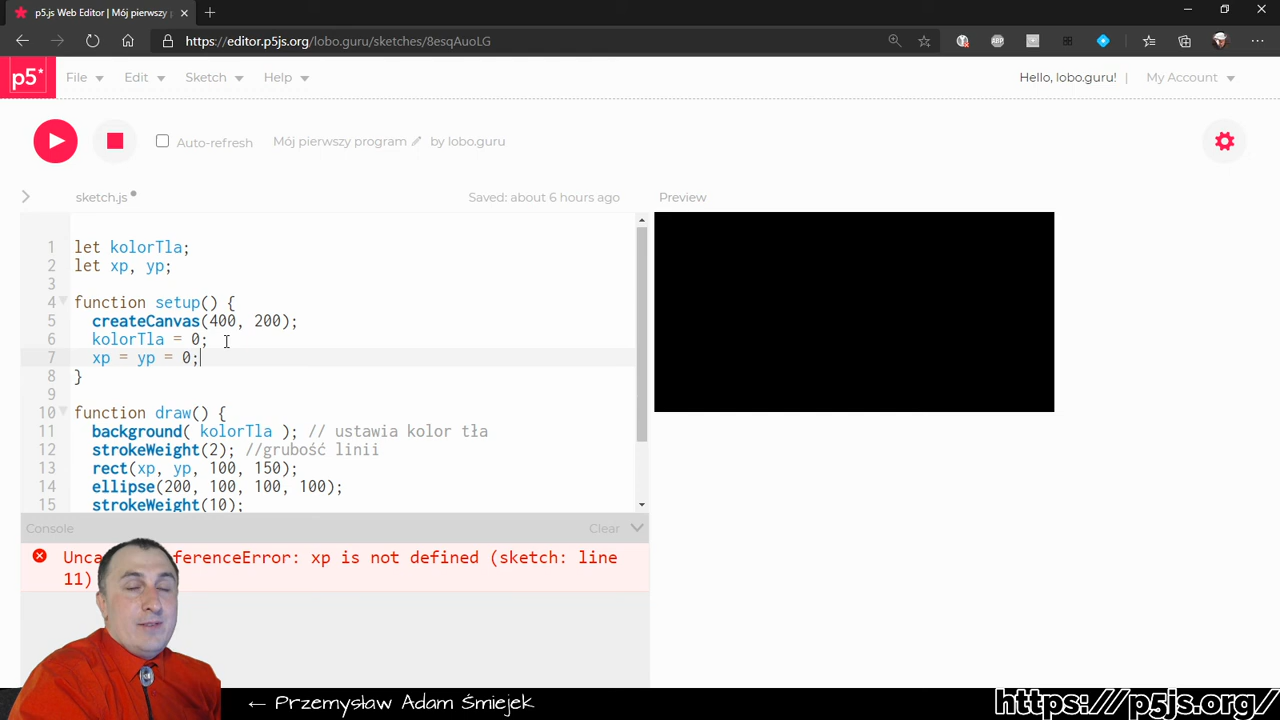 p5.js Web Editor | Mój pierwszy p
https://editor.p5js.org/lobo.guru/sketches/8esqAuoLG
ABP
p5* File Edit Sketch Help Hello, lobo.guru! | My Account
Auto-refresh Mój pierwszy program by lobo.guru
sketch.js Saved: about 6 hours ago Preview
1 let kolorTla;
2 let xp, yp;
3
4 function setup() {
5 createCanvas(400, 200);
6 kolorTla = 0;
7 xp = yp = 0;
8 }
9
10 function draw() {
11 background( kolorTla ); // ustawia kolor tła
12 strokeWeight(2); //grubość linii
13 rect(xp, yp, 100, 150);
14 ellipse(200, 100, 100, 100);
15 strokeWeight(10);
Console Clear
ferenceError: xp is not defined (sketch: line
11)
← Przemysław Adam Śmiejek
https://p5js.org/